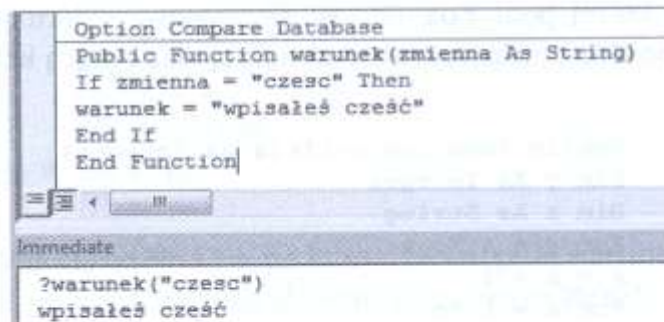 Option Compare Database
Public Function warunek(zmienna As String)
If zmienna = "czesc" Then
warunek = "wpisałeś cześć"
End If
End Function
Immediate
?warunek("czesc")
wpisałeś cześć